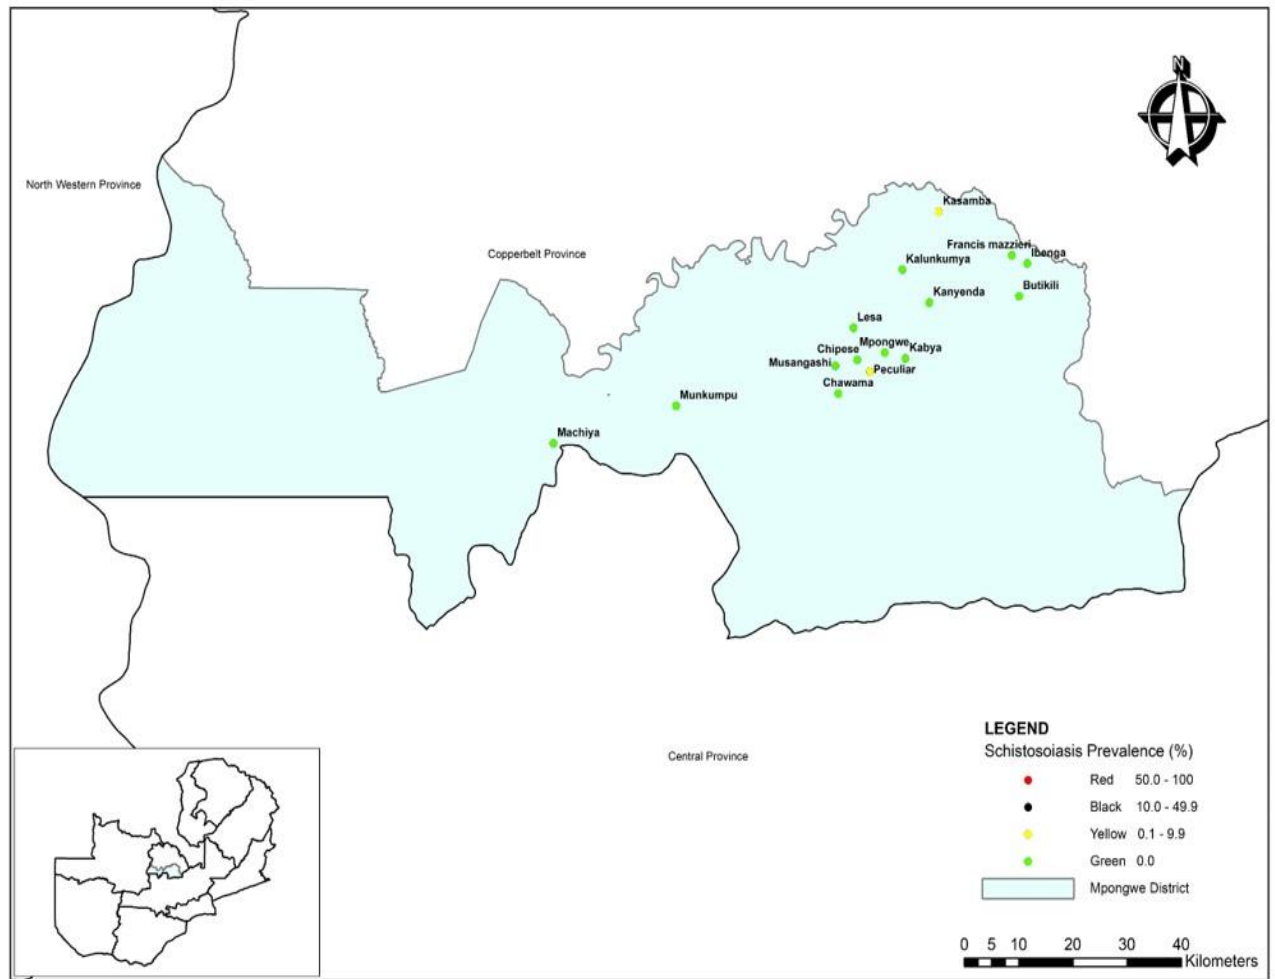 N
North Western Province
Kasamba
Copperbelt Province
Francis mazzieri
Ibenga
Kalunkumya
Butikili
Kanyenda
Lesa
Mpongwe
Chipese
Kabya
Musangashi
Peculiar
Chawama
Munkumpu
Machiya
Central Province
LEGEND
Schistosoiasis Prevalence (%)
Red 50.0 - 100
Black 10.0 - 49.9
Yellow 0.1 - 9.9
Green 0.0
Mpongwe District
0 5 10 20 30 40
Kilometers